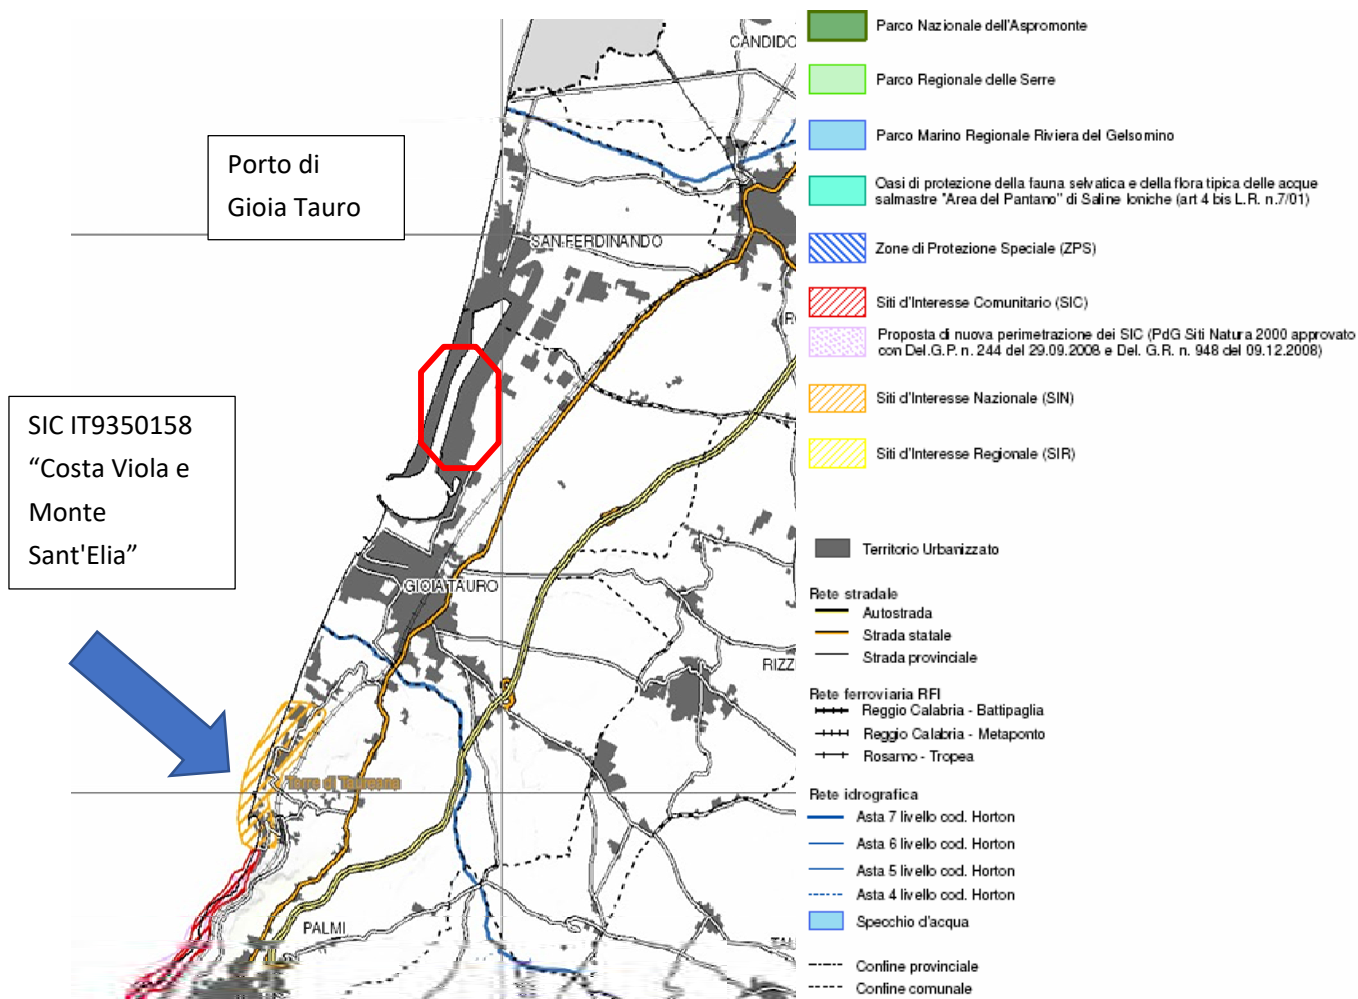 CANDIDO
Porto di
Gioia Tauro
SAN FERDINANDO
SIC IT9350158
“Costa Viola e
Monte
Sant'Elia”
GIOIA TAURO
RIZZ
Torre di Taureana
PALMI
Parco Nazionale dell'Aspromonte
Parco Regionale delle Serre
Parco Marino Regionale Riviera del Gelsomino
Oasi di protezione della fauna selvatica e della flora tipica delle acque
salmastre "Area del Pantano" di Saline Ioniche (art 4 bis L.R. n.7/01)
Zone di Protezione Speciale (ZPS)
Siti d'Interesse Comunitario (SIC)
Proposta di nuova perimetrazione dei SIC (PdG Siti Natura 2000 approvato
con Del.G.P. n. 244 del 29.09.2008 e Del. G.R. n. 948 del 09.12.2008)
Siti d'Interesse Nazionale (SIN)
Siti d'Interesse Regionale (SIR)
Territorio Urbanizzato
Rete stradale
Autostrada
Strada statale
Strada provinciale
Rete ferroviaria RFI
Reggio Calabria - Battipaglia
Reggio Calabria - Metaponto
Rosarno - Tropea
Rete idrografica
Asta 7 livello cod. Horton
Asta 6 livello cod. Horton
Asta 5 livello cod. Horton
Asta 4 livello cod. Horton
Specchio d'acqua
Confine provinciale
Confine comunale